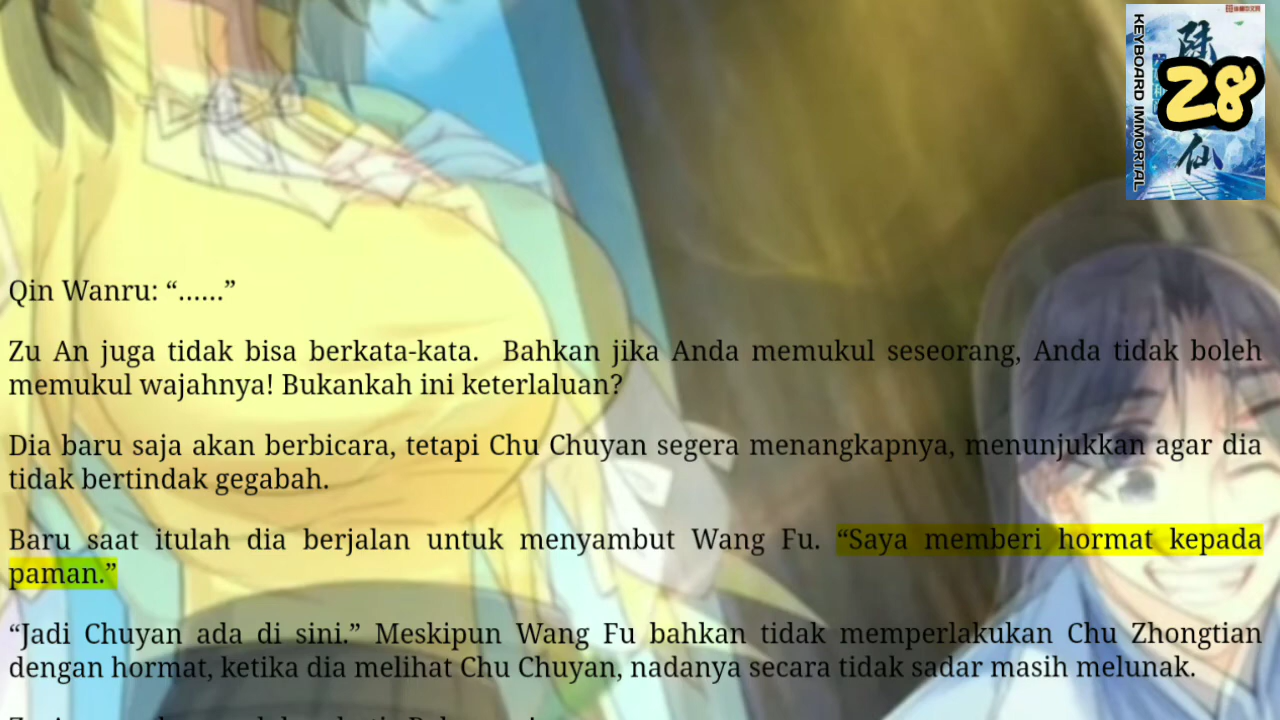 KEYBOARD IMMORTAL
28
仙
Qin Wanru: “……”
Zu An juga tidak bisa berkata-kata.  Bahkan jika Anda memukul seseorang, Anda tidak boleh
memukul wajahnya! Bukankah ini keterlaluan?
Dia baru saja akan berbicara, tetapi Chu Chuyan segera menangkapnya, menunjukkan agar dia
tidak bertindak gegabah.
Baru saat itulah dia berjalan untuk menyambut Wang Fu. “Saya memberi hormat kepada
paman.”
“Jadi Chuyan ada di sini.” Meskipun Wang Fu bahkan tidak memperlakukan Chu Zhongtian
dengan hormat, ketika dia melihat Chu Chuyan, nadanya secara tidak sadar masih melunak.